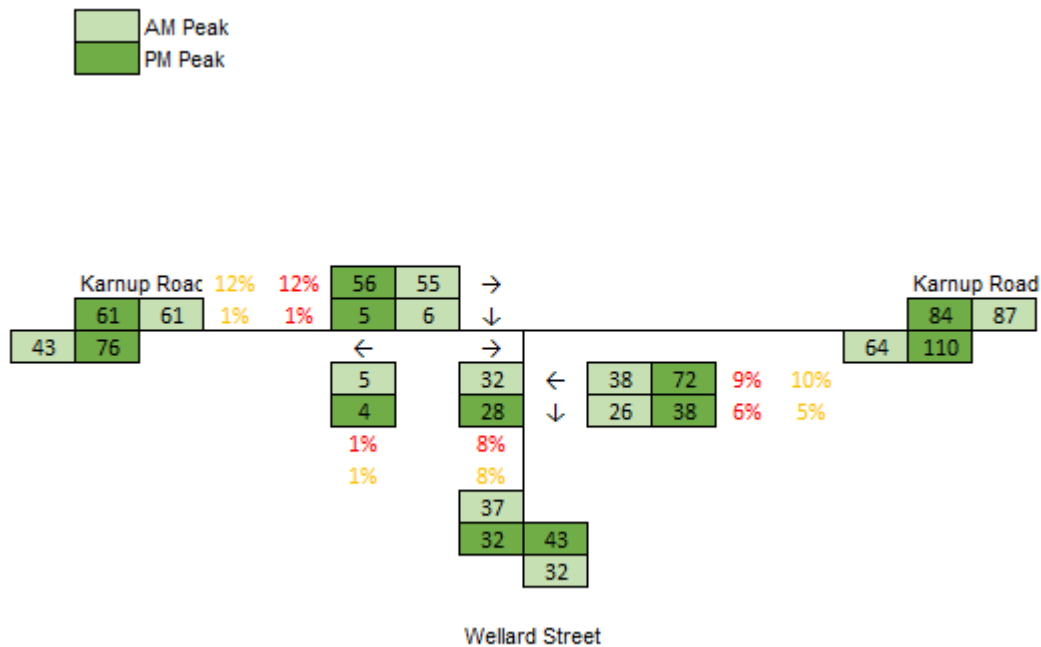 AM Peak
PM Peak
Karnup Roac 12% 12% 56 55 → Karnup Road
61 61 1% 1% 5 6 ↓ 84 87
43 76 ← → 64 110
5 32 ← 38 72 9% 10%
4 28 ↓ 26 38 6% 5%
1% 8%
1% 8%
37
32 43
32
Wellard Street